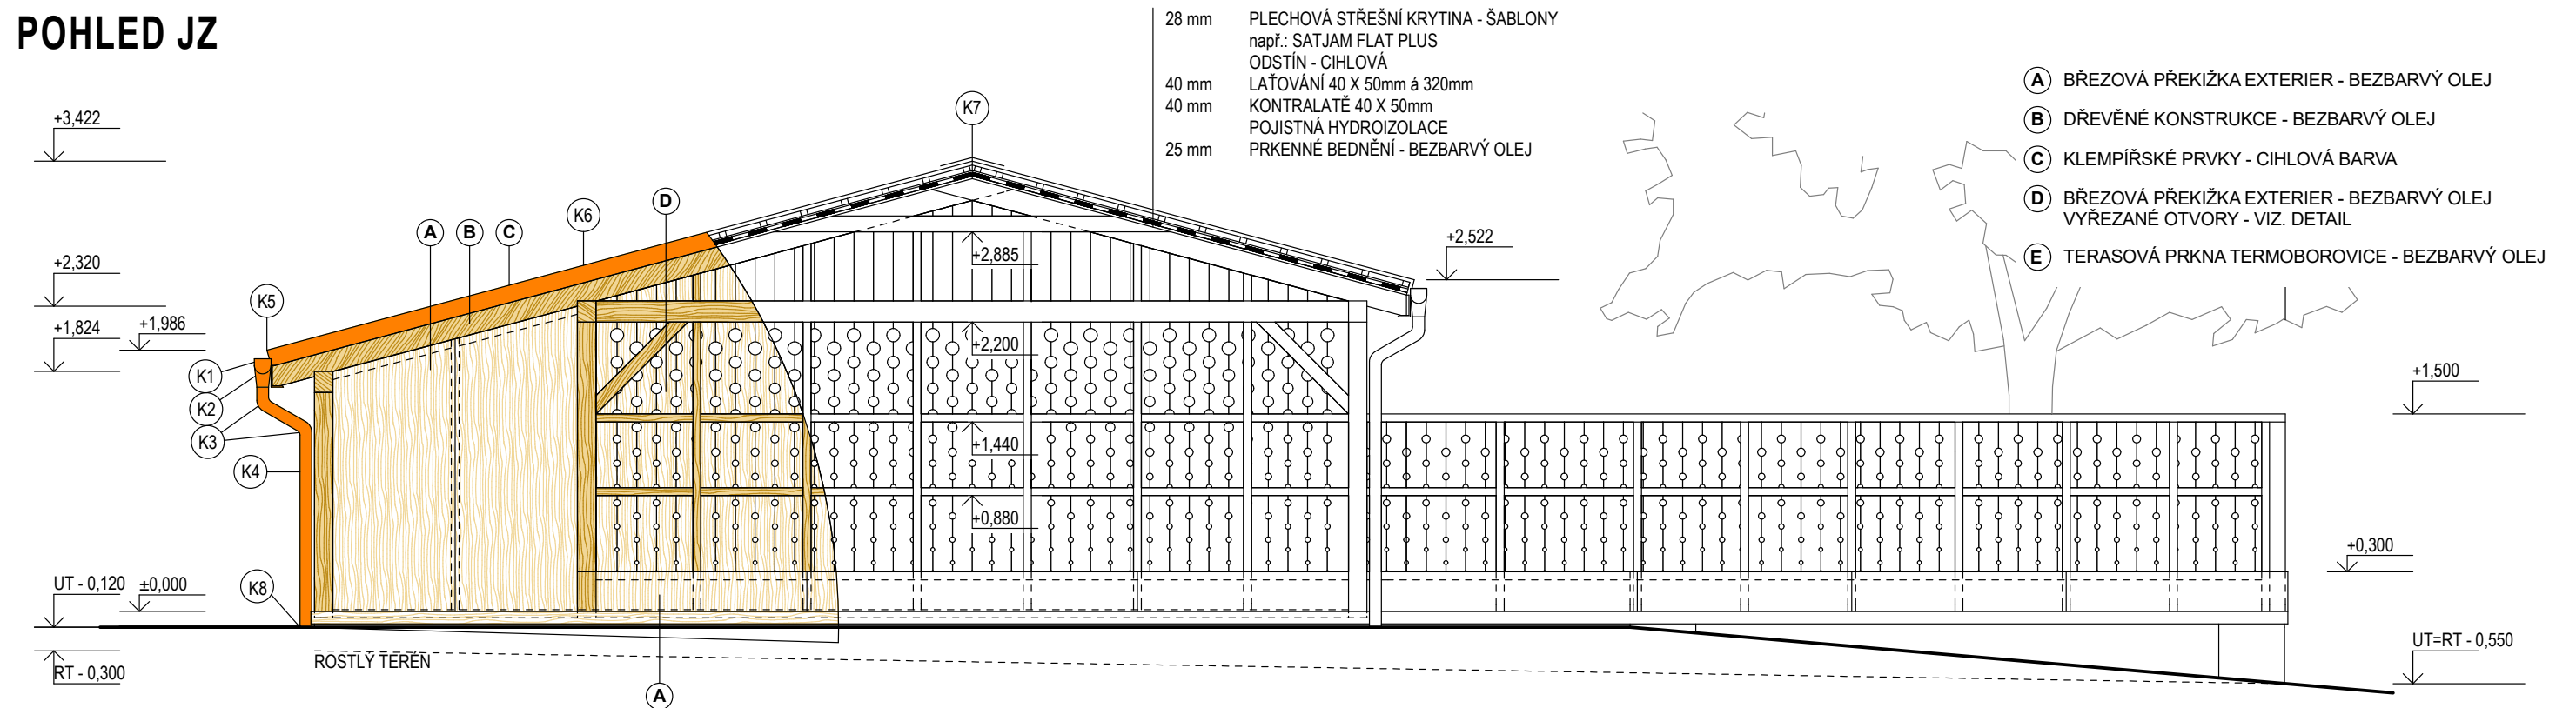 POHLED JZ
28 mm PLECHOVÁ STŘEŠNÍ KRYTINA - ŠABLONY
např.: SATJAM FLAT PLUS
ODSTÍN - CIHLOVÁ
40 mm LAŤOVÁNÍ 40 X 50mm á 320mm
40 mm KONTRALATĚ 40 X 50mm
POJISTNÁ HYDROIZOLACE
25 mm PRKENNÉ BEDNĚNÍ - BEZBARVÝ OLEJ
A BŘEZOVÁ PŘEKIŽKA EXTERIER - BEZBARVÝ OLEJ
B DŘEVĚNÉ KONSTRUKCE - BEZBARVÝ OLEJ
C KLEMPÍŘSKÉ PRVKY - CIHLOVÁ BARVA
D BŘEZOVÁ PŘEKIŽKA EXTERIER - BEZBARVÝ OLEJ
VYŘEZANÉ OTVORY - VIZ. DETAIL
E TERASOVÁ PRKNA TERMOBOROVICE - BEZBARVÝ OLEJ
K7
+3,422
K6
D
A
B
C
+2,522
+2,885
+2,320
K5
+1,824
+1,986
+2,200
K1
+1,500
K2
K3
+1,440
K4
+0,880
+0,300
UT - 0,120
±0,000
K8
UT=RT - 0,550
ROSTLÝ TERÉN
RT - 0,300
A